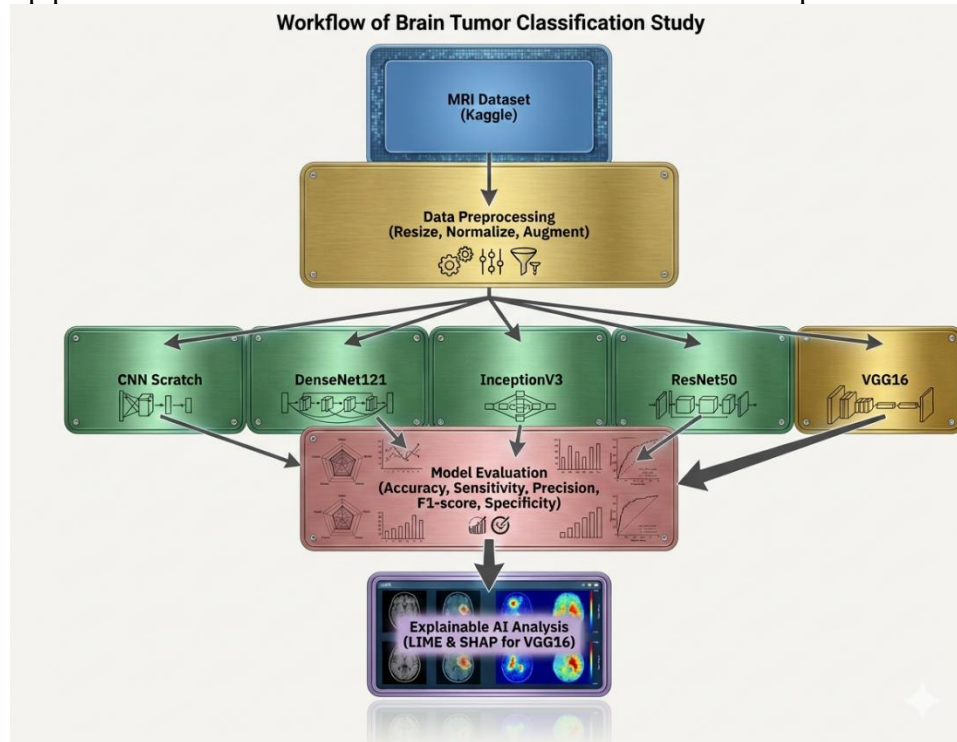 Workflow of Brain Tumor Classification Study
MRI Dataset
(Kaggle)
Data Preprocessing
(Resize, Normalize, Augment)
CNN Scratch
DenseNet121
InceptionV3
ResNet50
VGG16
Model Evaluation
(Accuracy, Sensitivity, Precision,
F1-score, Specificity)
Explainable AI Analysis
(LIME & SHAP for VGG16)